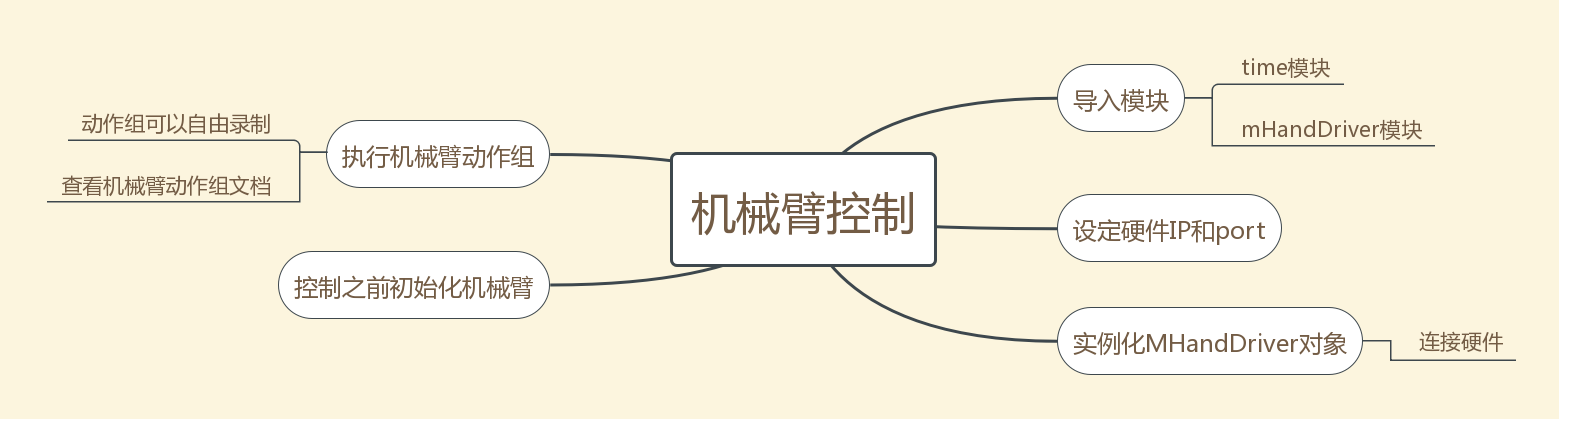 机械臂控制
导入模块
time模块
mHandDriver模块
设定硬件IP和port
实例化MHandDriver对象
连接硬件
控制之前初始化机械臂
执行机械臂动作组
动作组可以自由录制
查看机械臂动作组文档